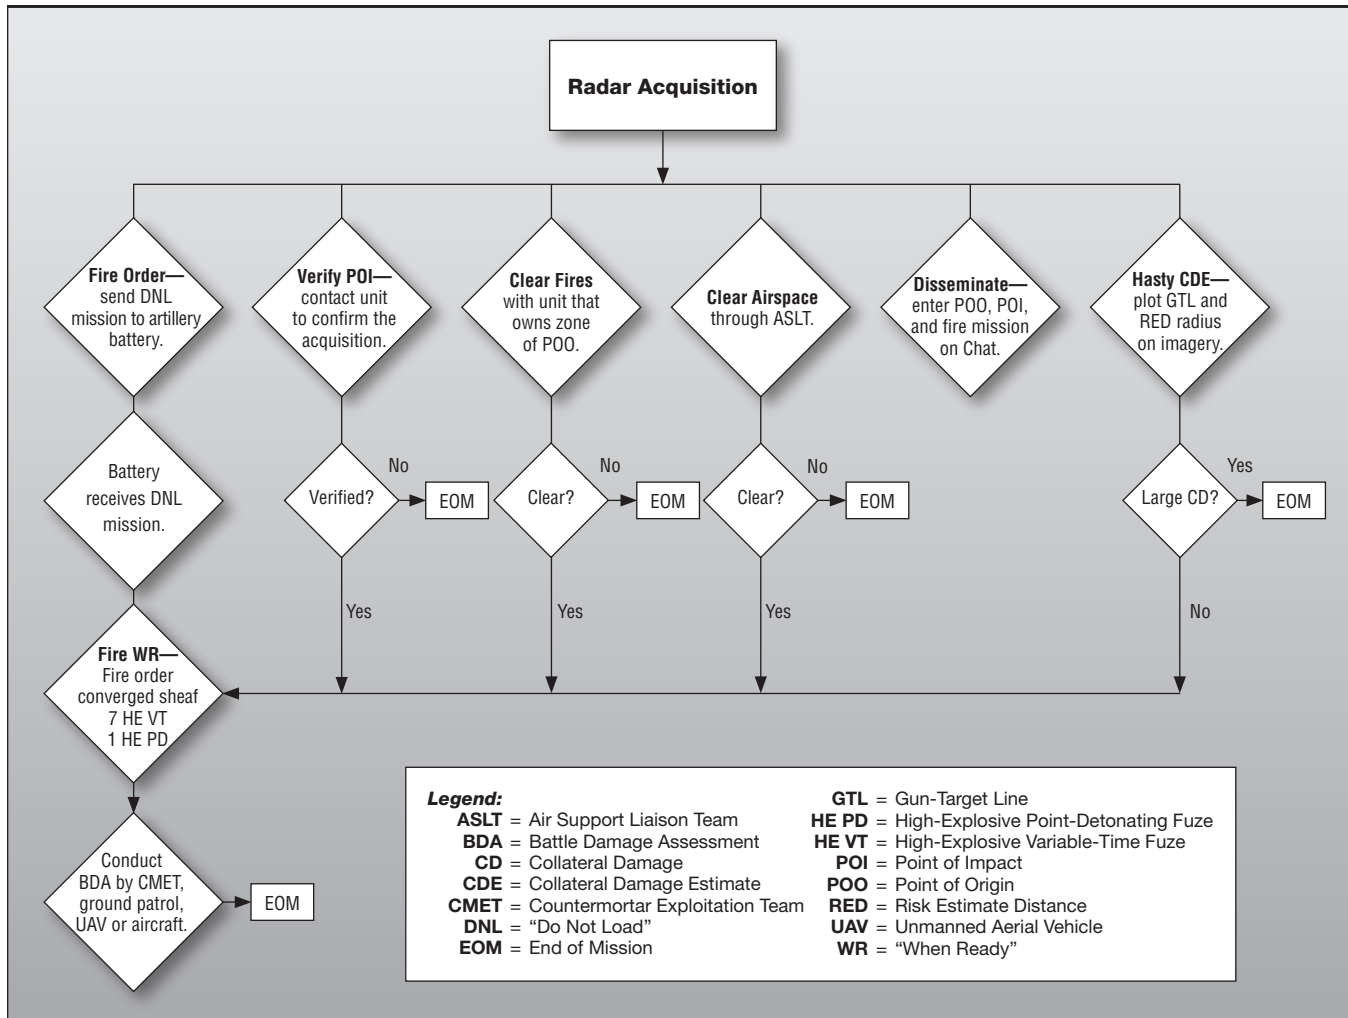 Radar Acquisition
Fire Order—
send DNL
mission to artillery
battery.
Verify POI—
contact unit
to confirm the
acquisition.
Clear Fires
with unit that
owns zone
of POO.
Clear Airspace
through ASLT.
Disseminate—
enter POO, POI,
and fire mission
on Chat.
Hasty CDE—
plot GTL and
RED radius
on imagery.
Battery
receives DNL
mission.
Verified?
No
EOM
Clear?
No
EOM
Clear?
No
EOM
Large CD?
Yes
EOM
Yes
Yes
Yes
No
Fire WR—
Fire order
converged sheaf
7 HE VT
1 HE PD
Conduct
BDA by CMET,
ground patrol,
UAV or aircraft.
EOM
Legend:
ASLT = Air Support Liaison Team
BDA = Battle Damage Assessment
CD = Collateral Damage
CDE = Collateral Damage Estimate
CMET = Countermortar Exploitation Team
DNL = “Do Not Load”
EOM = End of Mission
GTL = Gun-Target Line
HE PD = High-Explosive Point-Detonating Fuze
HE VT = High-Explosive Variable-Time Fuze
POI = Point of Impact
POO = Point of Origin
RED = Risk Estimate Distance
UAV = Unmanned Aerial Vehicle
WR = “When Ready”